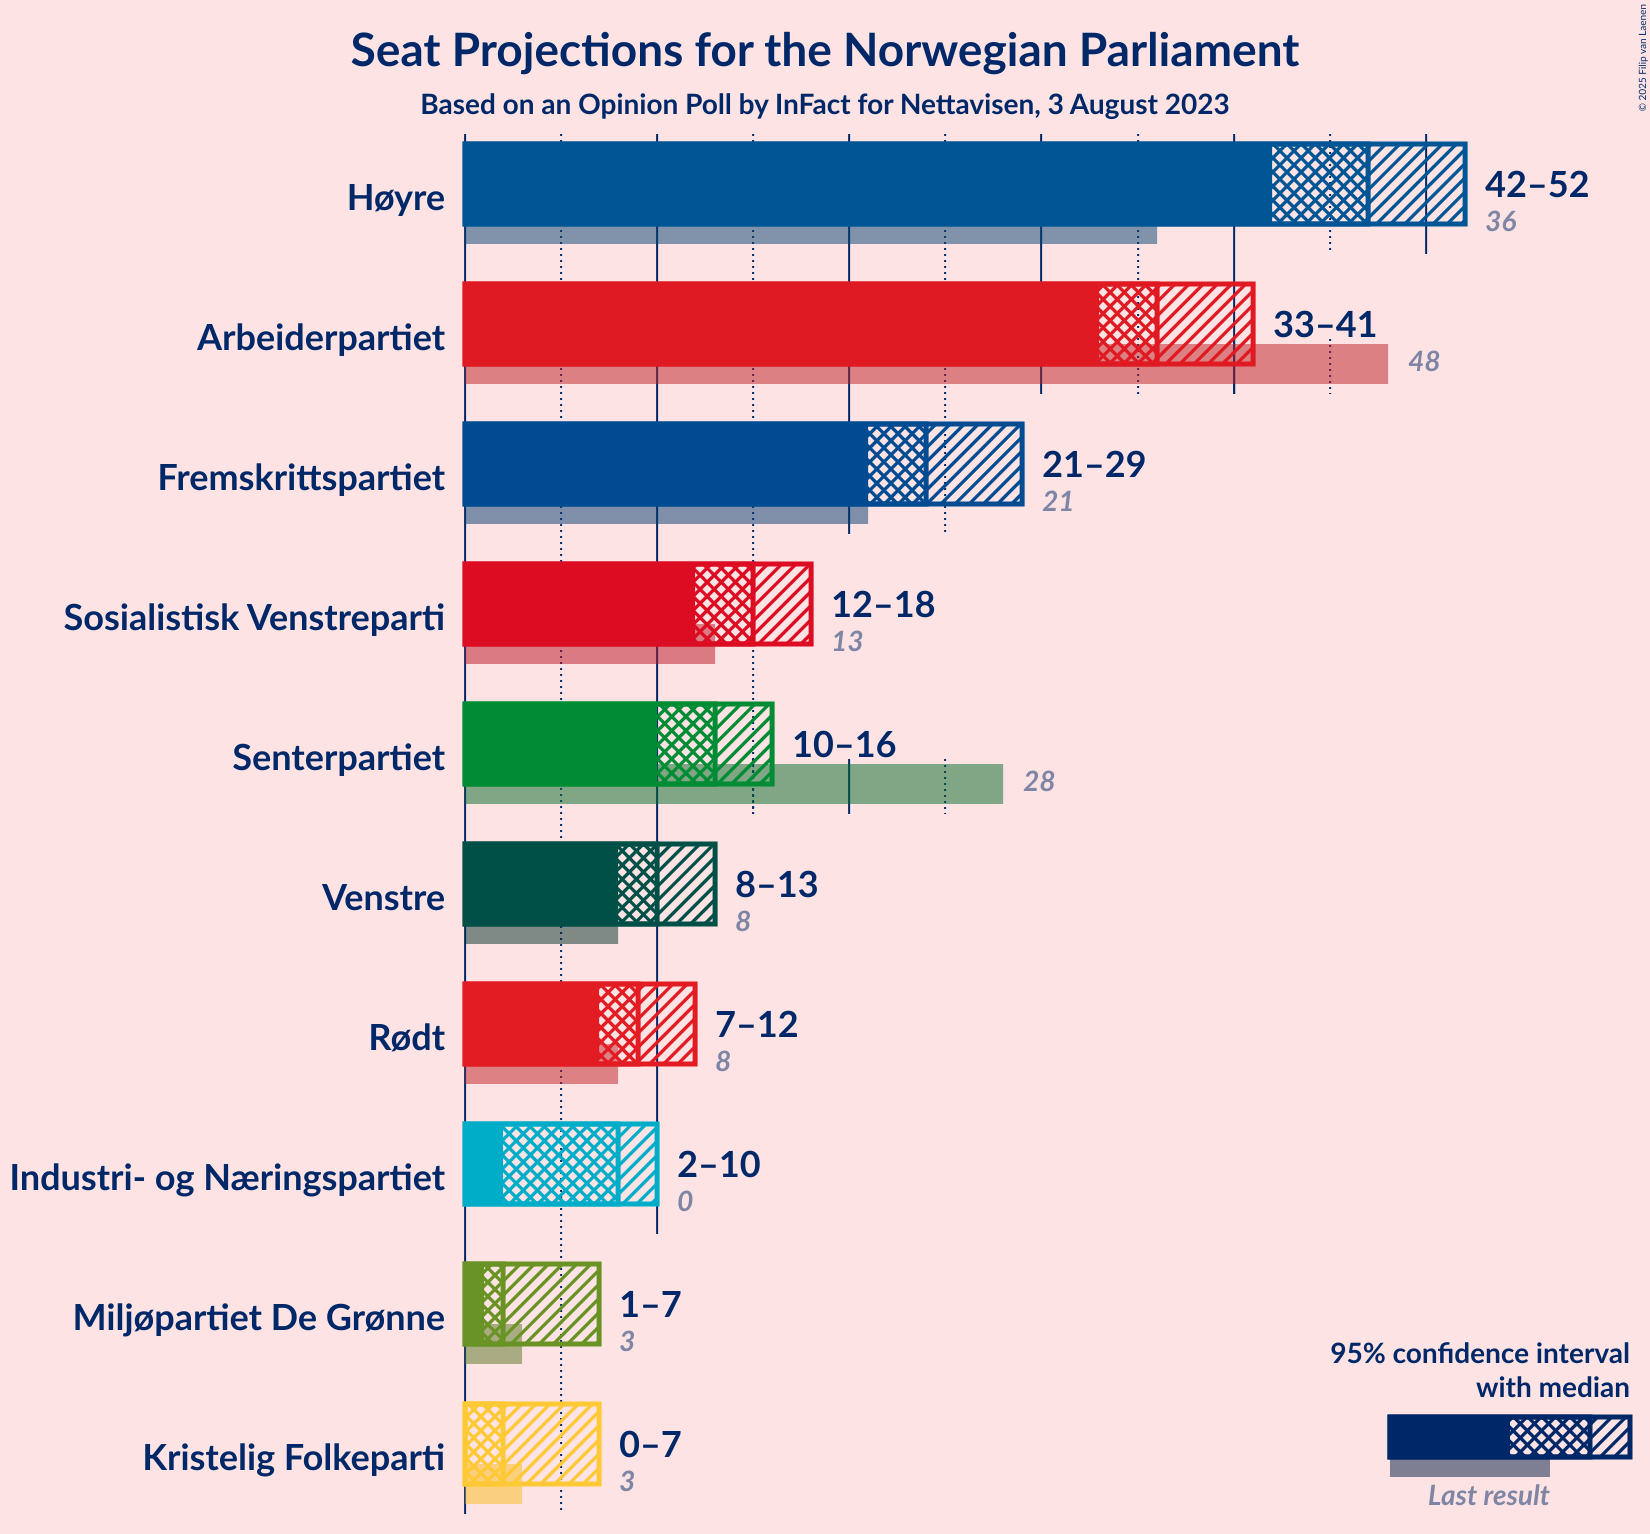 Seat Projections for the Norwegian Parliament
Based on an Opinion Poll by InFact for Nettavisen, 3 August 2023
© 2025 Filip van Laenen
Høyre
42–52
36
Arbeiderpartiet
33–41
48
Fremskrittspartiet
21–29
21
Sosialistisk Venstreparti
12–18
13
Senterpartiet
10–16
28
Venstre
8–13
8
Rødt
7–12
8
Industri- og Næringspartiet
2–10
0
Miljøpartiet De Grønne
1–7
3
Kristelig Folkeparti
0–7
3
95% confidence interval
with median
Last result